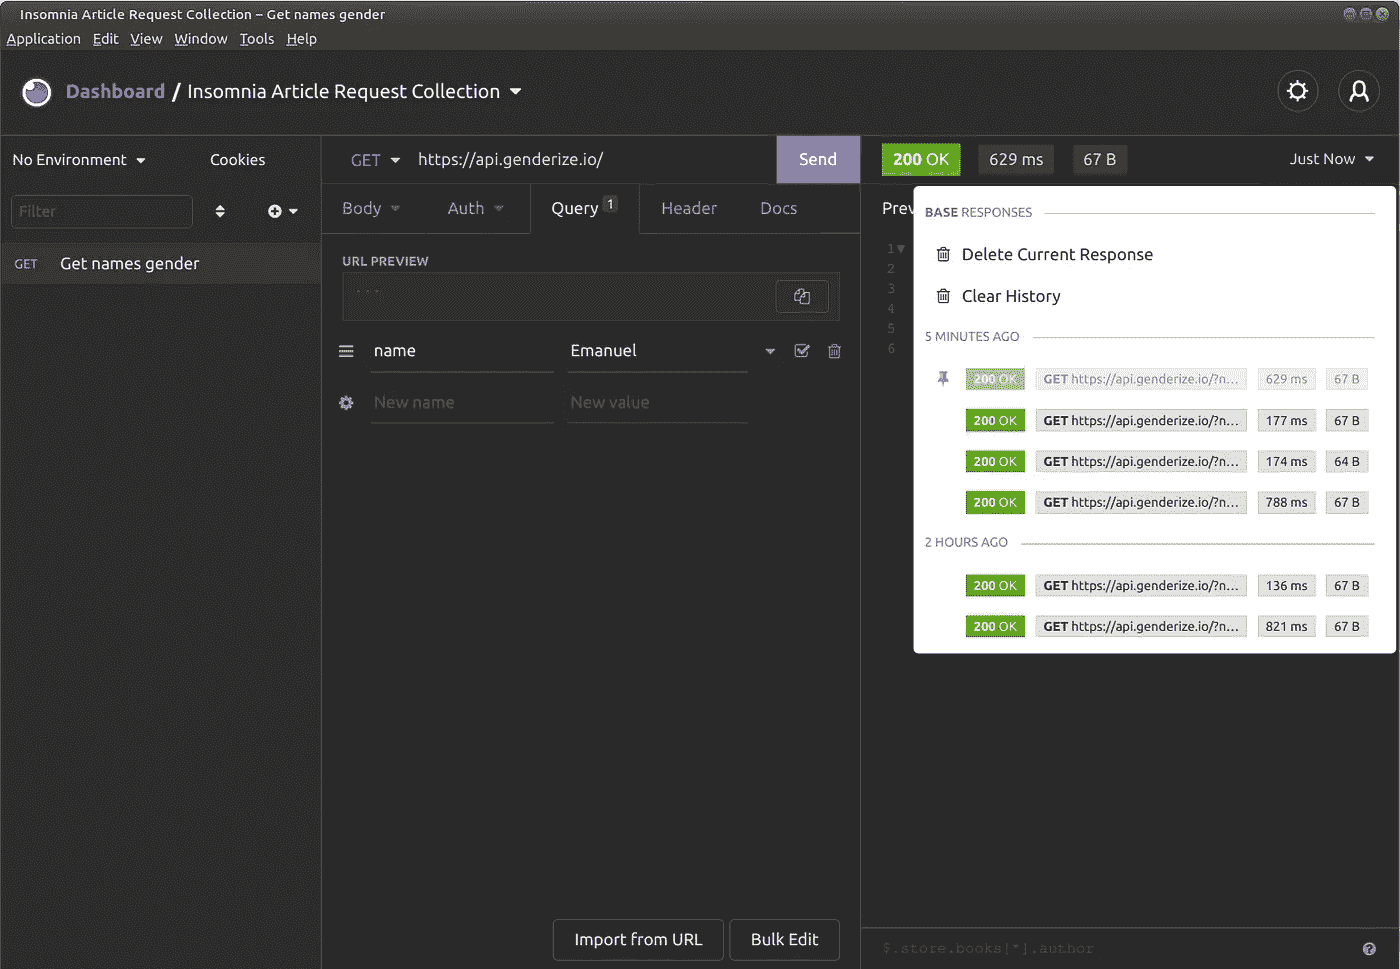 Insomnia Article Request Collection – Get names gender
Application Edit View Window Tools Help
Dashboard / Insomnia Article Request Collection
No Environment Cookies
Filter
GET Get names gender
GET https://api.genderize.io/ Send
Body Auth Query 1 Header Docs
URL PREVIEW
...
name Emanuel
New name New value
Import from URL Bulk Edit
200 OK 629 ms 67 B Just Now
Prev
1
2
3
4
5
6
BASE RESPONSES
Delete Current Response
Clear History
5 MINUTES AGO
200 OK GET https://api.genderize.io/?n... 629 ms 67 B
200 OK GET https://api.genderize.io/?n... 177 ms 67 B
200 OK GET https://api.genderize.io/?n... 174 ms 64 B
200 OK GET https://api.genderize.io/?n... 788 ms 67 B
2 HOURS AGO
200 OK GET https://api.genderize.io/?n... 136 ms 67 B
200 OK GET https://api.genderize.io/?n... 821 ms 67 B
$.store.books[*].author